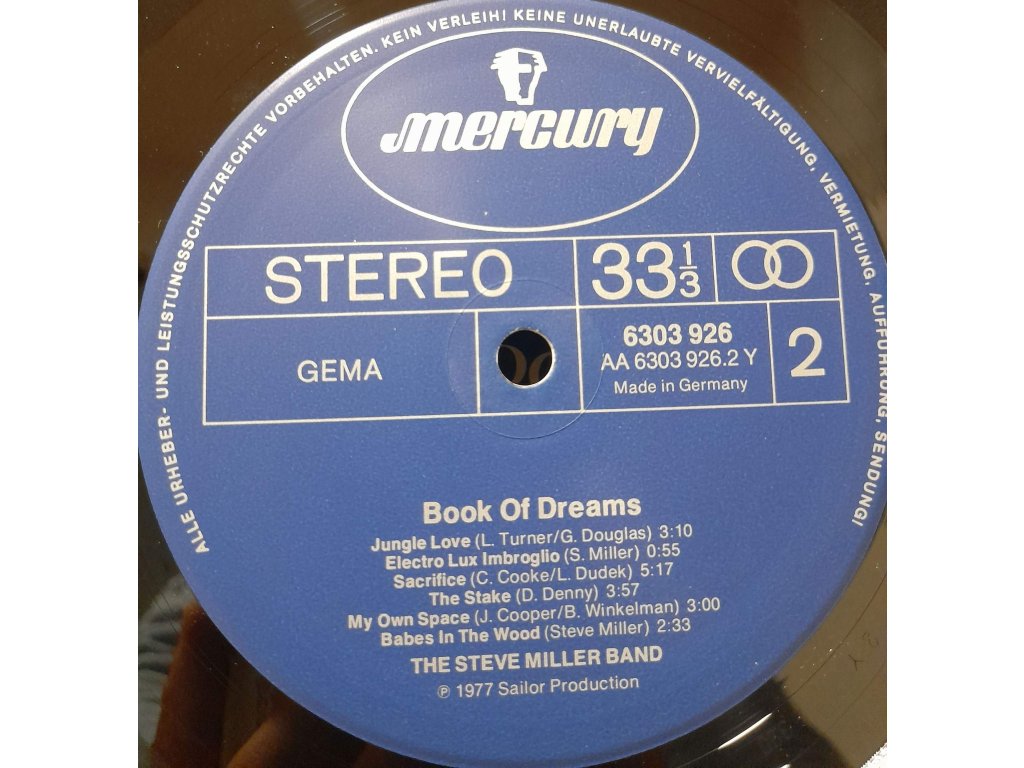 ALLE URHEBER- UND LEISTUNGSSCHUTZRECHTE VORBEHALTEN. KEIN VERLEIH! KEINE UNERLAUBTE VERVIELFÄLTIGUNG, VERMIETUNG, AUFFÜHRUNG, SENDUNG!
mercury
STEREO 33 1/3
GEMA
6303 926
AA 6303 926.2 Y
Made in Germany
2
Book Of Dreams
Jungle Love (L. Turner/G. Douglas) 3:10
Electro Lux Imbroglio (S. Miller) 0:55
Sacrifice (C. Cooke/L. Dudek) 5:17
The Stake (D. Denny) 3:57
My Own Space (J. Cooper/B. Winkelman) 3:00
Babes In The Wood (Steve Miller) 2:33
THE STEVE MILLER BAND
℗ 1977 Sailor Production